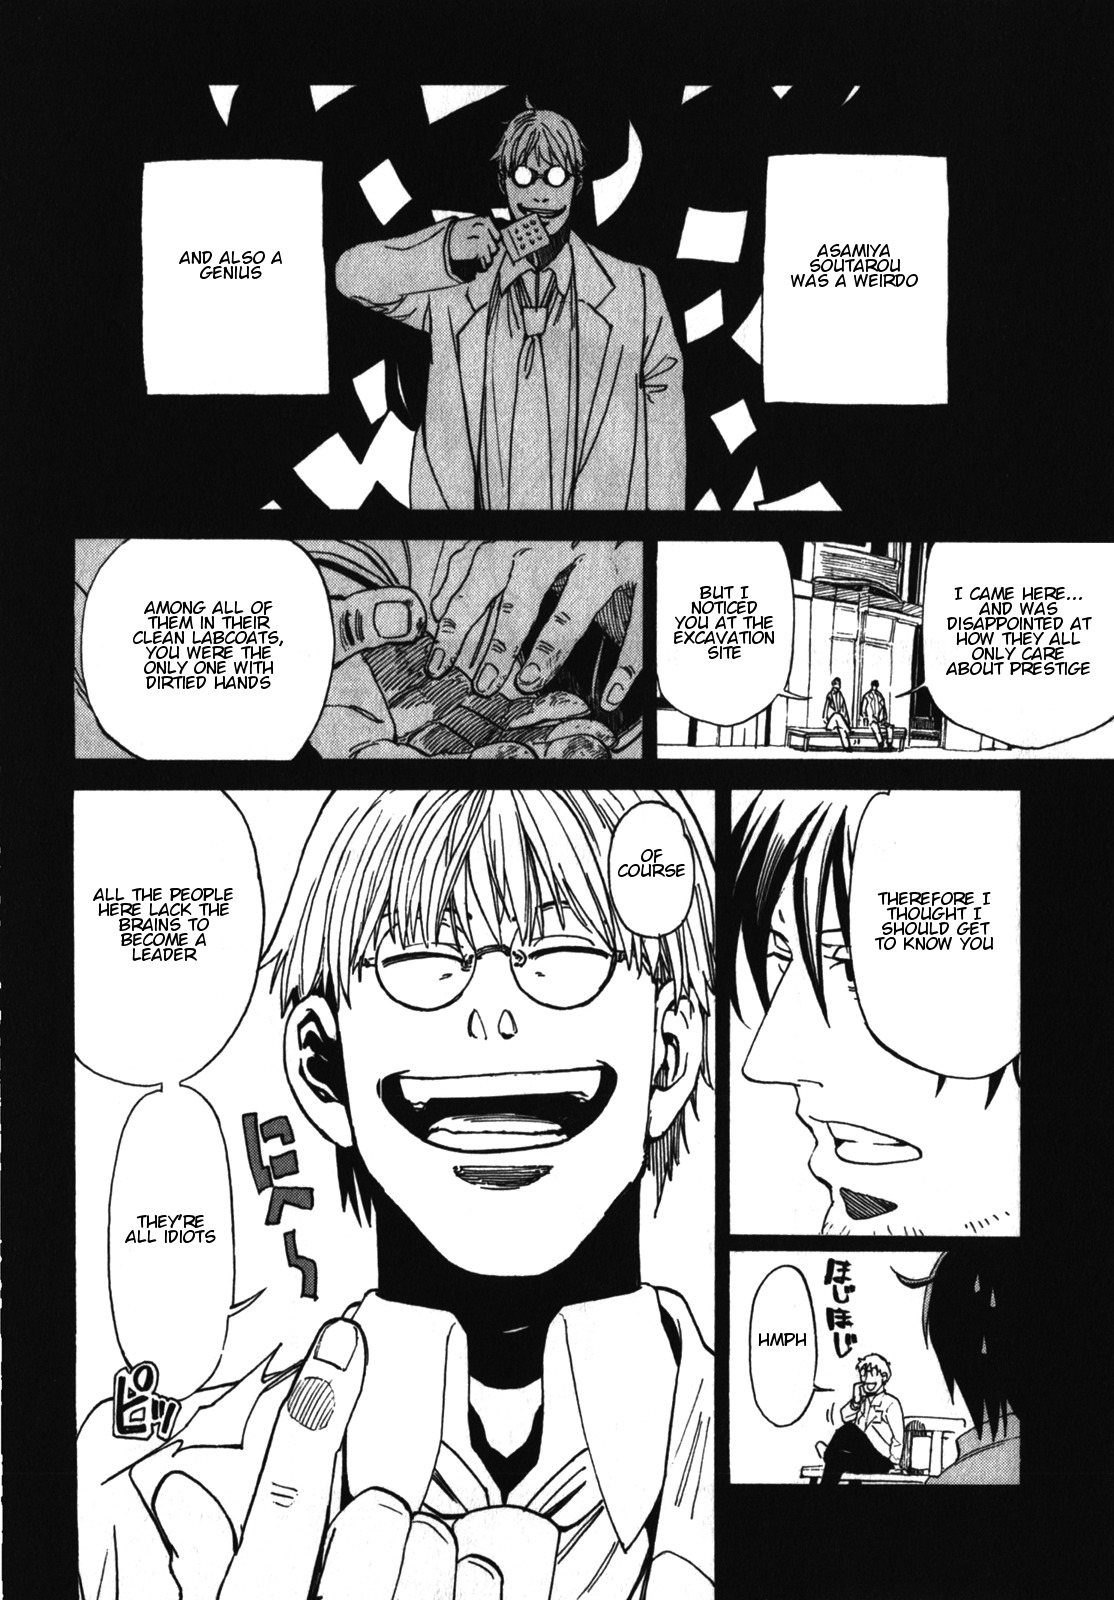 ASAMIYA
SOUTAROU
WAS A WEIRDO
AND ALSO A
GENIUS
I CAME HERE...
AND WAS
DISAPPOINTED AT
HOW THEY ALL
ONLY CARE
ABOUT PRESTIGE
BUT I
NOTICED
YOU AT THE
EXCAVATION
SITE
AMONG ALL OF
THEM IN THEIR
CLEAN LABCOATS,
YOU WERE THE
ONLY ONE WITH
DIRTIED HANDS
THEREFORE I
THOUGHT I
SHOULD GET
TO KNOW YOU
HMPH
ほじほじ
OF
COURSE
ALL THE PEOPLE
HERE LACK THE
BRAINS TO
BECOME A
LEADER
THEY'RE
ALL IDIOTS
にへ〜
ピッ